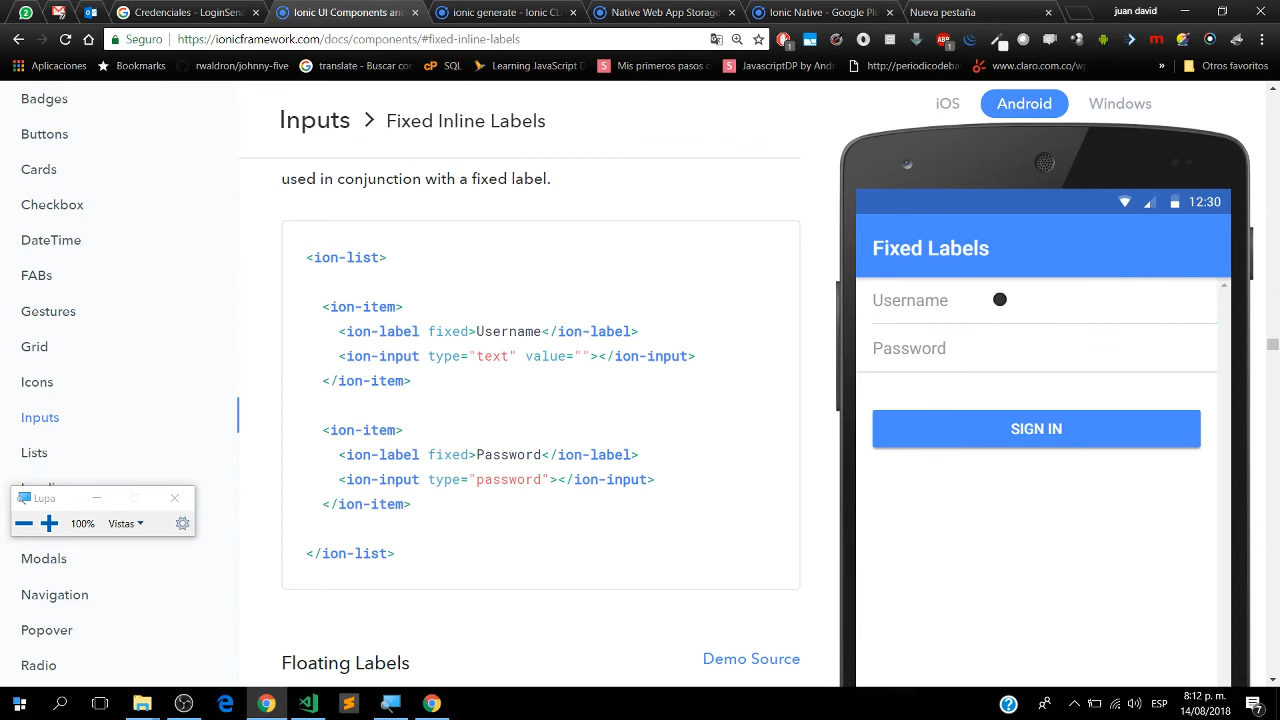 Credenciales - LoginSen
Ionic UI Components an
ionic generate - Ionic CL
Native Web App Storage
Ionic Native - Google Pl
Nueva pestaña
juan david
Seguro
https://ionicframework.com/docs/components/#fixed-inline-labels
Aplicaciones
Bookmarks
rwaldron/johnny-five
translate - Buscar co
SQL
Learning JavaScript D
Mis primeros pasos c
JavascriptDP by Andr
http://periodicodeba
www.claro.com.co/wp
»
Otros favoritos
Badges
Buttons
Cards
Checkbox
DateTime
FABs
Gestures
Grid
Icons
Inputs
Lists
Modals
Navigation
Popover
Radio
Lupa
100%
Vistas
Inputs > Fixed Inline Labels
used in conjunction with a fixed label.
<ion-list>
<ion-item>
<ion-label fixed>Username</ion-label>
<ion-input type="text" value=""></ion-input>
</ion-item>
<ion-item>
<ion-label fixed>Password</ion-label>
<ion-input type="password"></ion-input>
</ion-item>
</ion-list>
Floating Labels
Demo Source
iOS
Android
Windows
12:30
Fixed Labels
Username
Password
SIGN IN
ESP
8:12 p. m.
14/08/2018